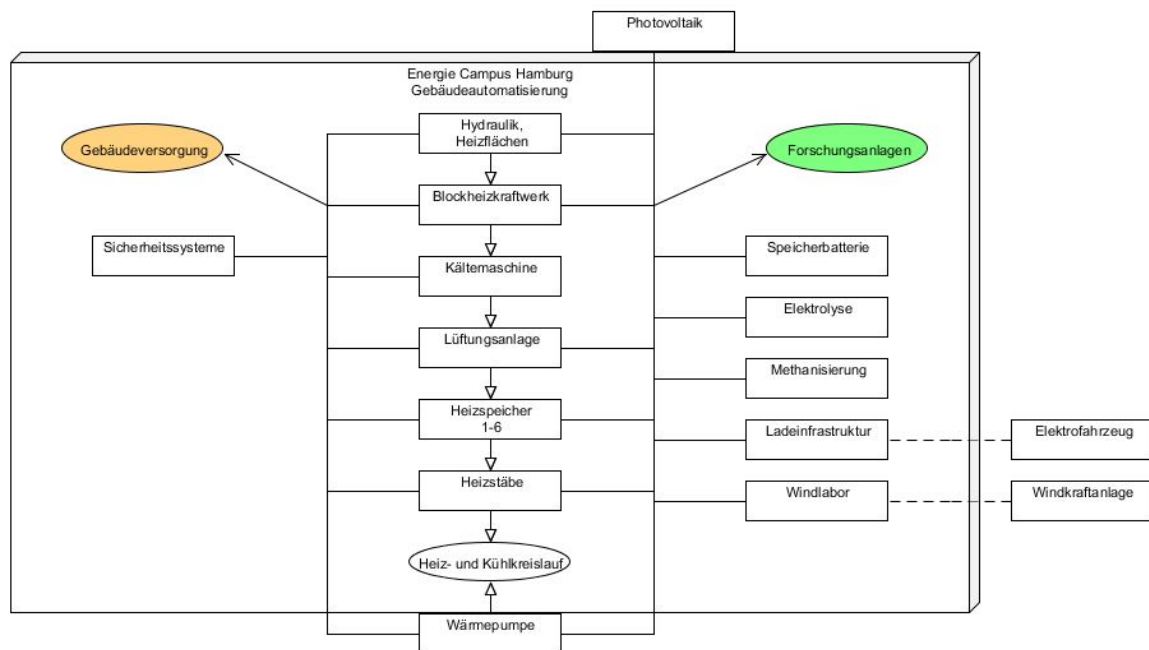 Photovoltaik
Energie Campus Hamburg
Gebäudeautomatisierung
Hydraulik,
Heizflächen
Gebäudeversorgung
Forschungsanlagen
Blockheizkraftwerk
Sicherheitssysteme
Speicherbatterie
Kältemaschine
Elektrolyse
Lüftungsanlage
Methanisierung
Heizspeicher
1-6
Ladeinfrastruktur
Elektrofahrzeug
Heizstäbe
Windlabor
Windkraftanlage
Heiz- und Kühlkreislauf
Wärmepumpe